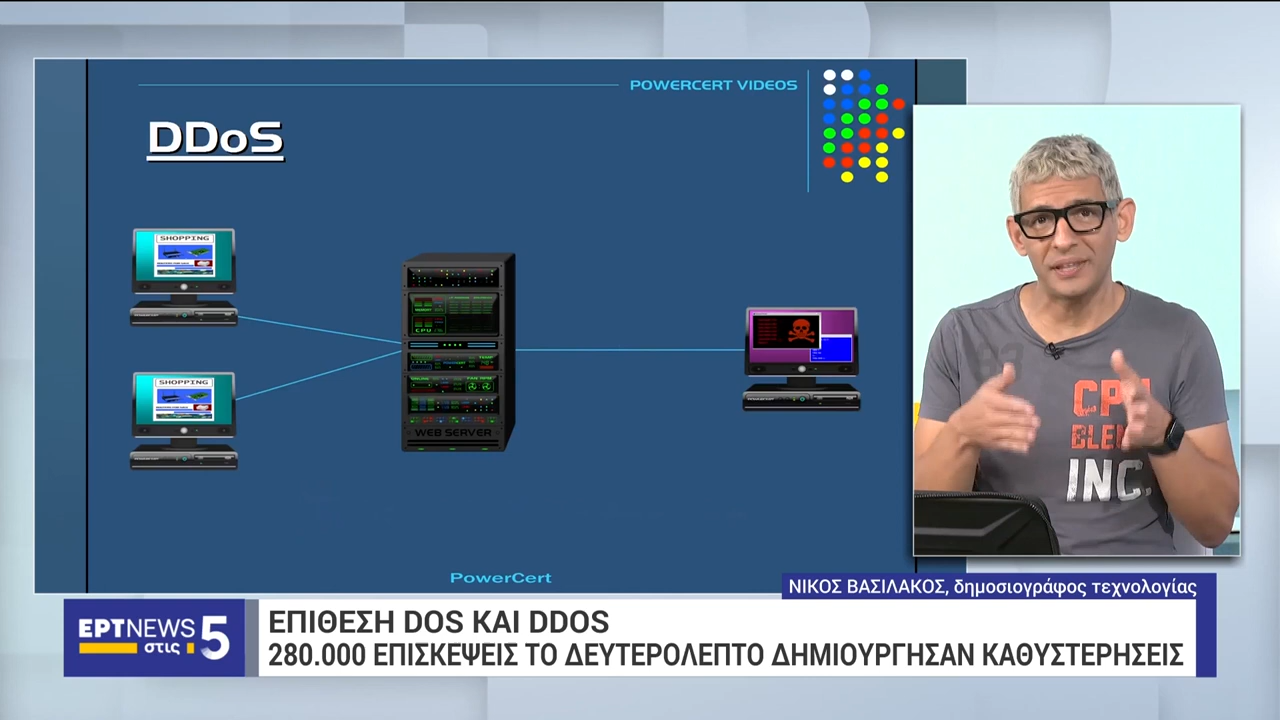 POWERCERT VIDEOS
DDoS
SHOPPING
SHOPPING
WEB SERVER
PowerCert
CPU
INC.
ΝΙΚΟΣ ΒΑΣΙΛΑΚΟΣ, δημοσιογράφος τεχνολογίας
ΕΡΤNEWS
στις 5
ΕΠΙΘΕΣΗ DOS ΚΑΙ DDOS
280.000 ΕΠΙΣΚΕΨΕΙΣ ΤΟ ΔΕΥΤΕΡΟΛΕΠΤΟ ΔΗΜΙΟΥΡΓΗΣΑΝ ΚΑΘΥΣΤΕΡΗΣΕΙΣ